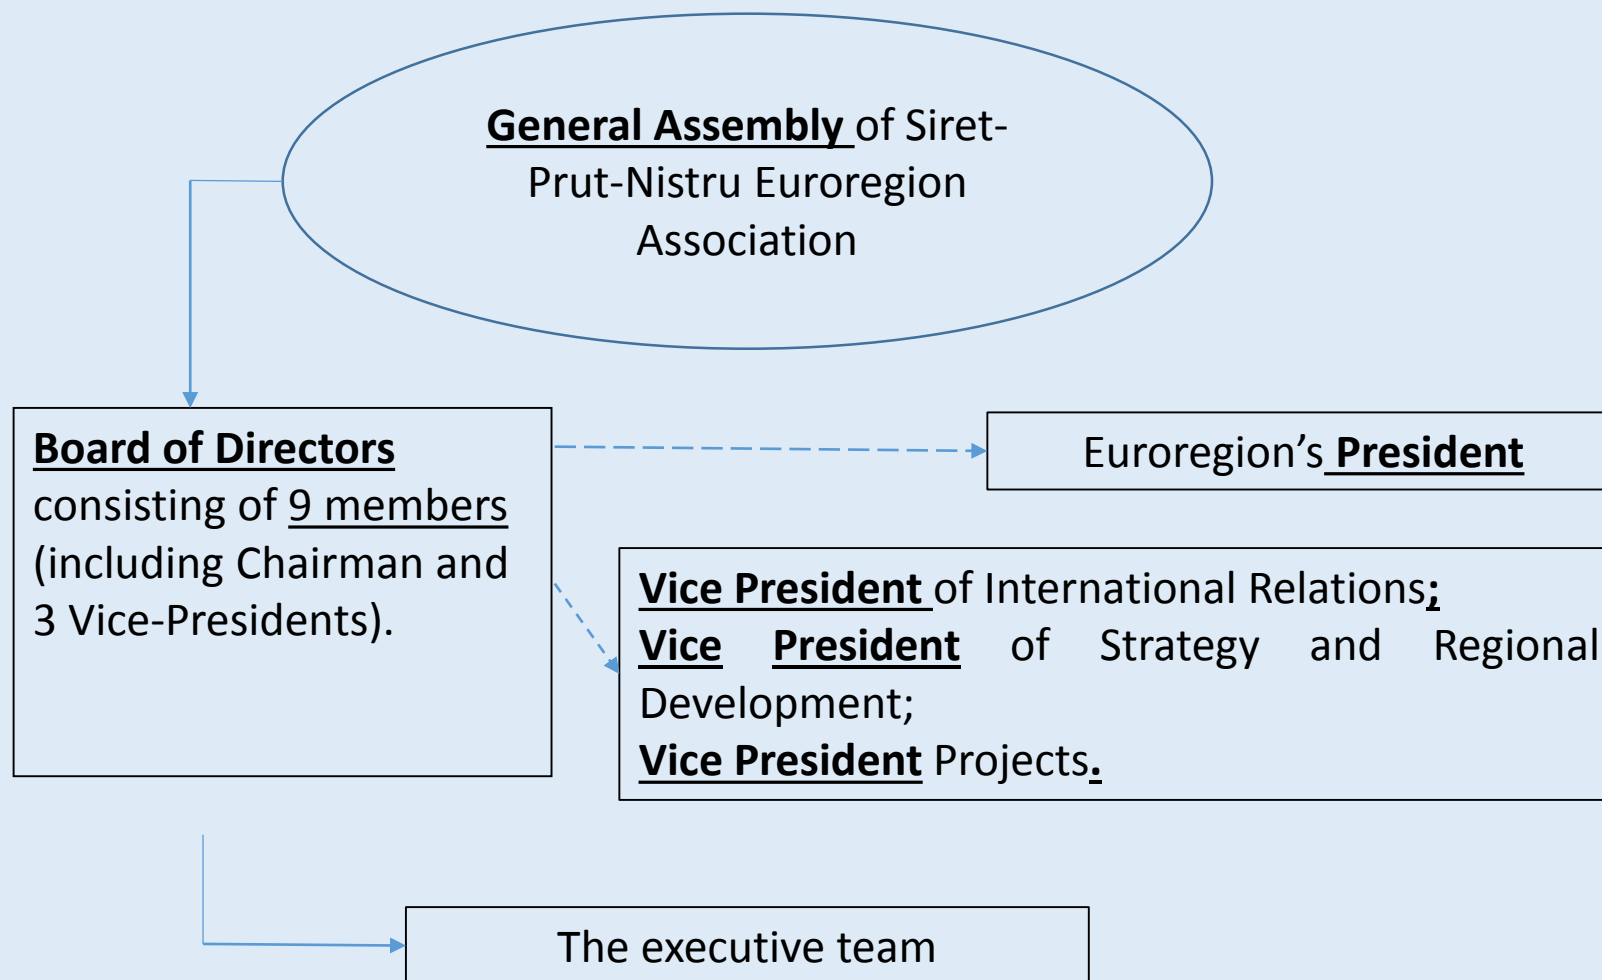 General Assembly of Siret-
Prut-Nistru Euroregion
Association
Board of Directors
consisting of 9 members
(including Chairman and
3 Vice-Presidents).
Euroregion’s President
Vice President of International Relations;
Vice President of Strategy and Regional
Development;
Vice President Projects.
The executive team